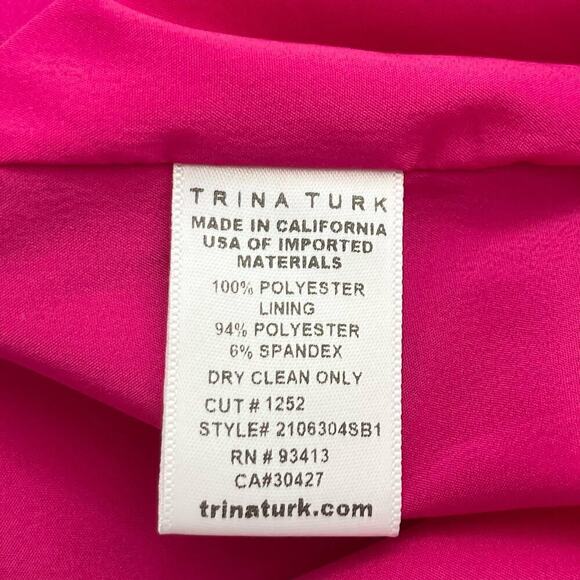 TRINA TURK
MADE IN CALIFORNIA
USA OF IMPORTED
MATERIALS
100% POLYESTER
LINING
94% POLYESTER
6% SPANDEX
DRY CLEAN ONLY
CUT# 1252
STYLE# 2106304SB1
RN # 93413
CA#30427
trinaturk.com